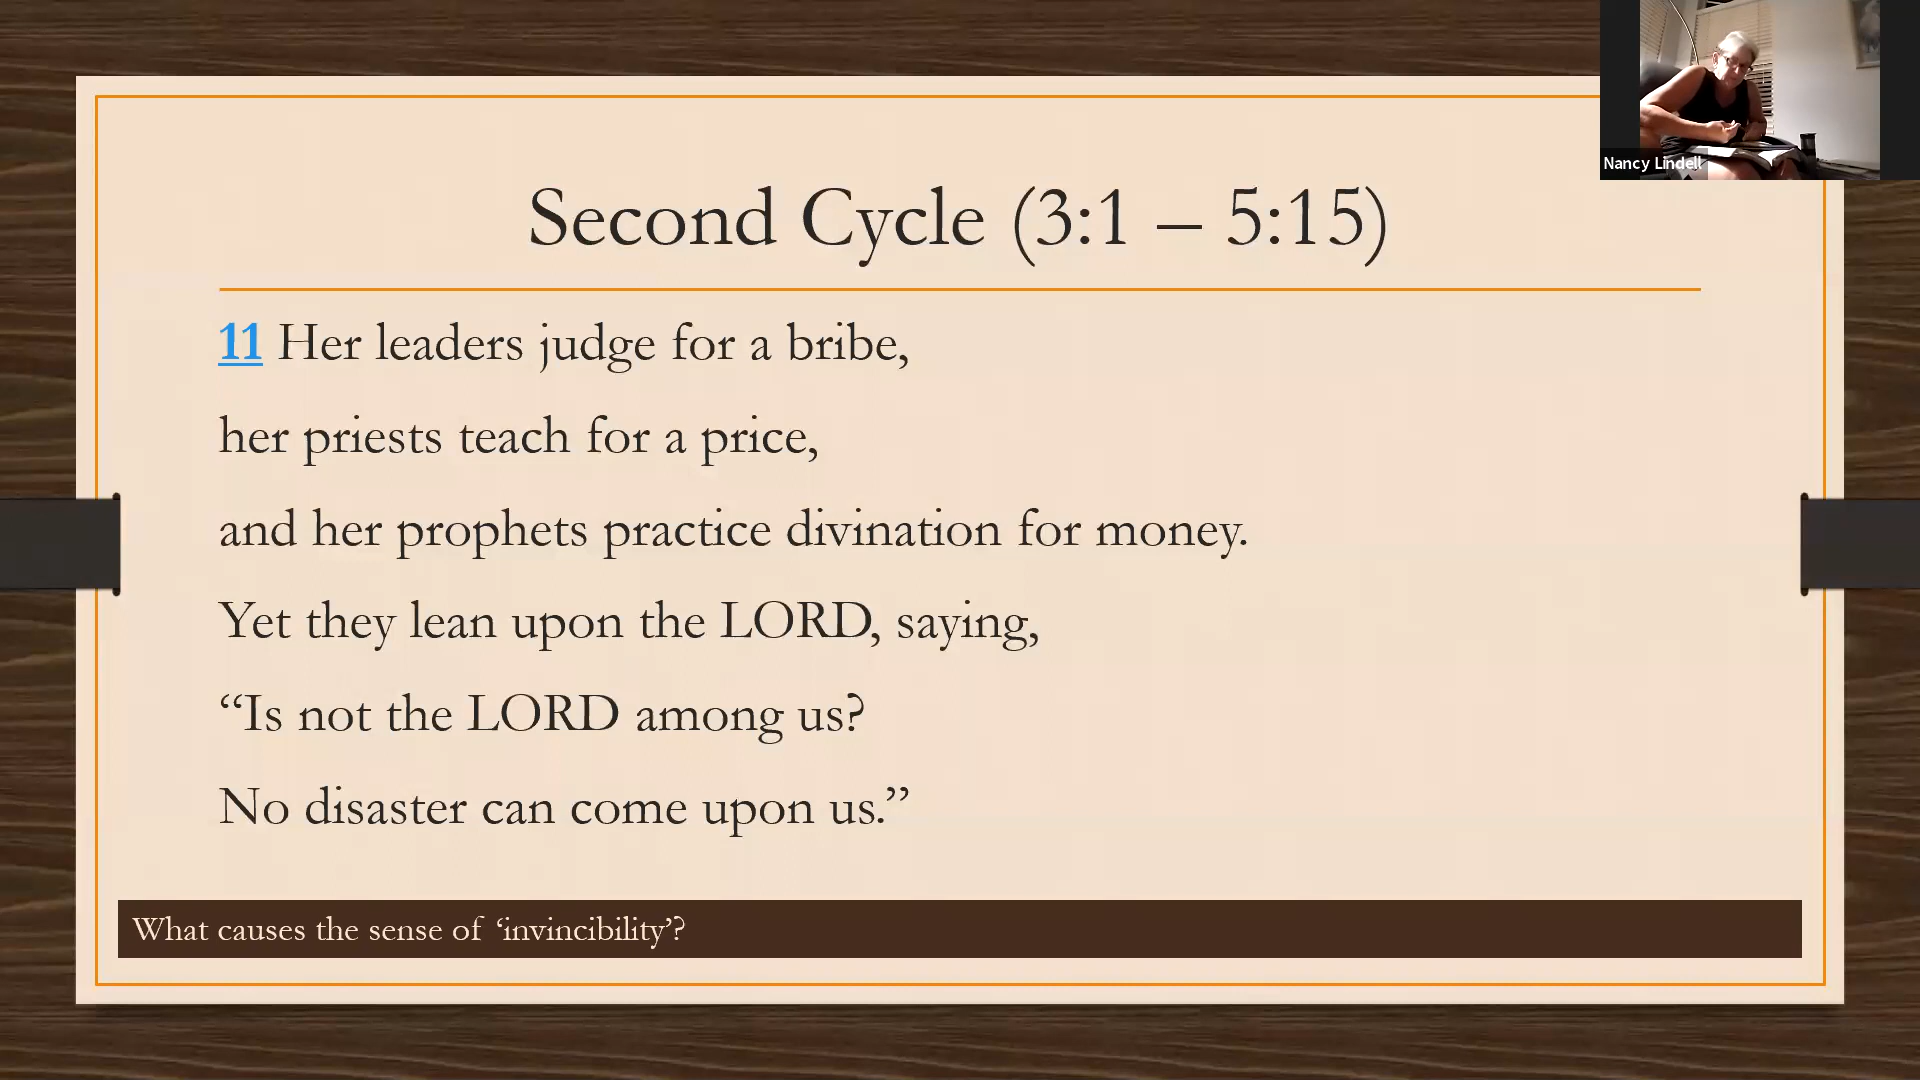 Nancy Lindell
Second Cycle (3:1 – 5:15)
11 Her leaders judge for a bribe,
her priests teach for a price,
and her prophets practice divination for money.
Yet they lean upon the LORD, saying,
“Is not the LORD among us?
No disaster can come upon us.”
What causes the sense of ‘invincibility’?